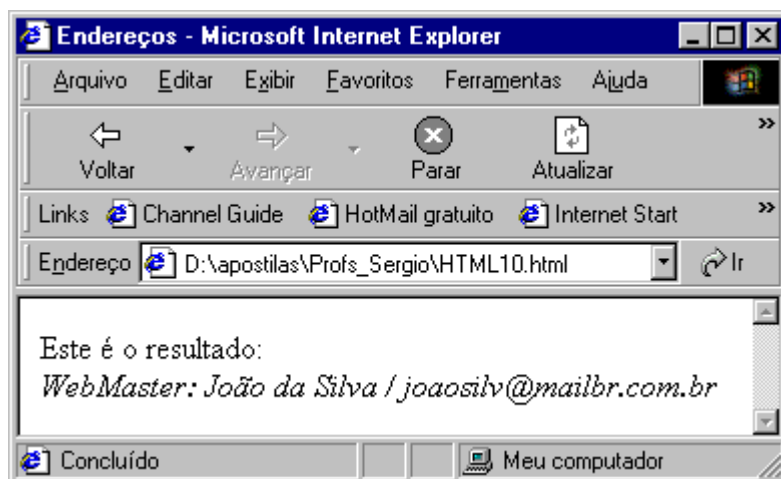 Endereços - Microsoft Internet Explorer
Arquivo Editar Exibir Favoritos Ferramentas Ajuda
Voltar Avançar Parar Atualizar »
Links Channel Guide HotMail gratuito Internet Start »
Endereço D:\apostilas\Profs_Sergio\HTML10.html Ir
Este é o resultado:
WebMaster: João da Silva / joaosilv@mailbr.com.br
Concluído Meu computador